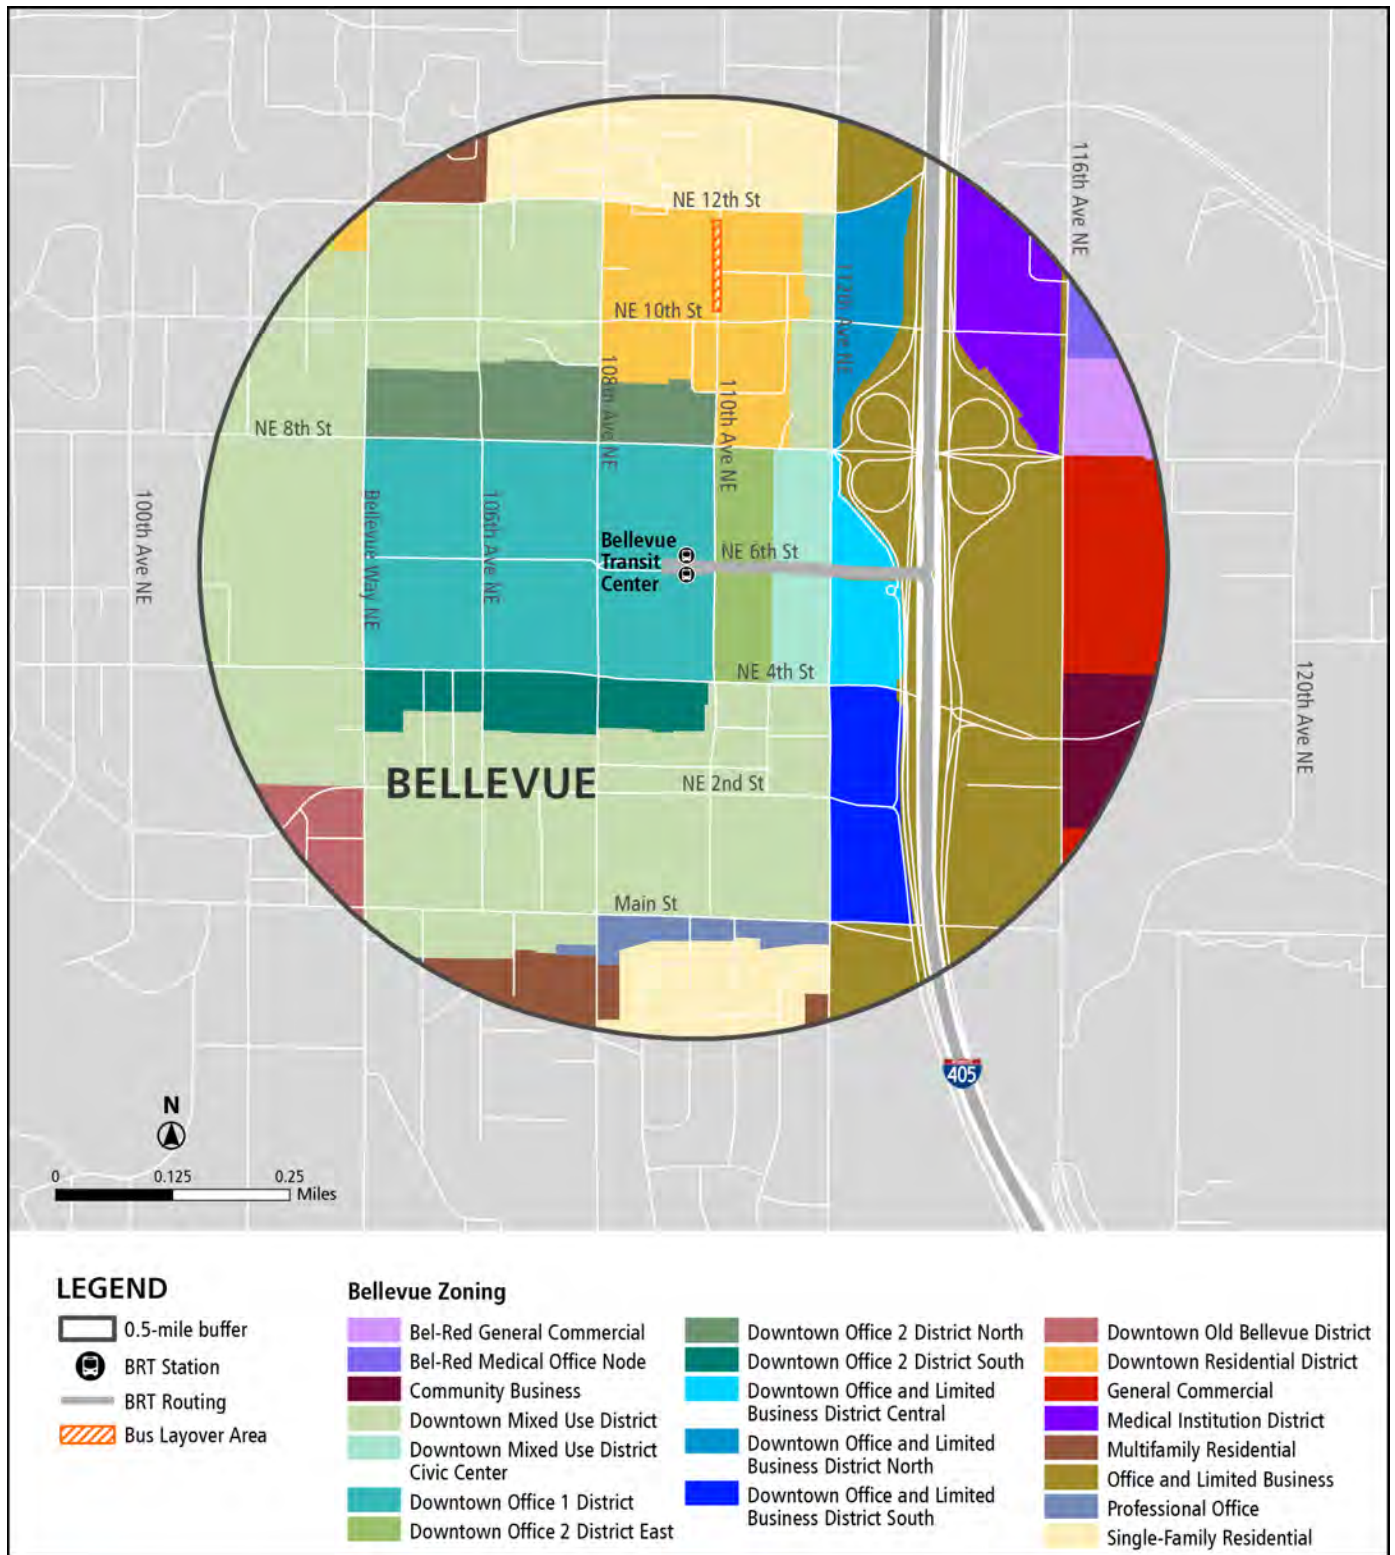 116th Ave NE
NE 12th St
112th Ave NE
NE 10th St
108th Ave NE
110th Ave NE
NE 8th St
100th Ave NE
Bellevue Way NE
106th Ave NE
Bellevue
Transit
Center
NE 6th St
NE 4th St
120th Ave NE
BELLEVUE
NE 2nd St
Main St
405
N
0
0.125
0.25
Miles
LEGEND
0.5-mile buffer
BRT Station
BRT Routing
Bus Layover Area
Bellevue Zoning
Bel-Red General Commercial
Bel-Red Medical Office Node
Community Business
Downtown Mixed Use District
Downtown Mixed Use District
Civic Center
Downtown Office 1 District
Downtown Office 2 District East
Downtown Office 2 District North
Downtown Office 2 District South
Downtown Office and Limited
Business District Central
Downtown Office and Limited
Business District North
Downtown Office and Limited
Business District South
Downtown Old Bellevue District
Downtown Residential District
General Commercial
Medical Institution District
Multifamily Residential
Office and Limited Business
Professional Office
Single-Family Residential